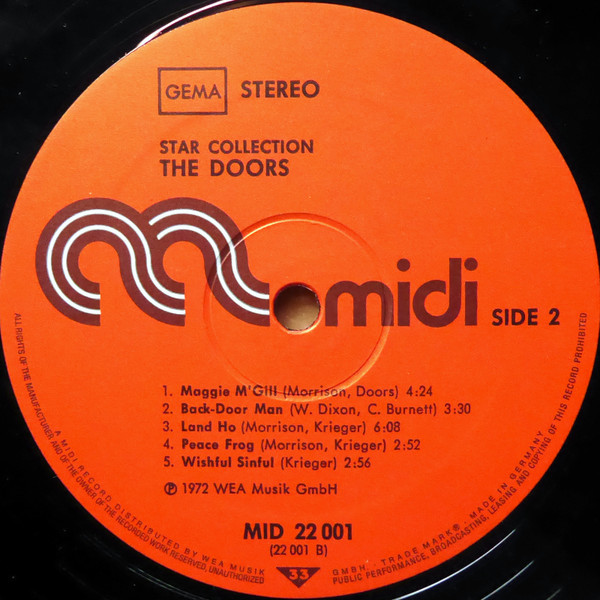 GEMA STEREO
STAR COLLECTION
THE DOORS
midi SIDE 2
1. Maggie M'Gill (Morrison, Doors) 4:24
2. Back-Door Man (W. Dixon, C. Burnett) 3:30
3. Land Ho (Morrison, Krieger) 6:08
4. Peace Frog (Morrison, Krieger) 2:52
5. Wishful Sinful (Krieger) 2:56
Ⓟ 1972 WEA Musik GmbH
MID 22 001
(22 001 B)
33
A MIDI RECORD DISTRIBUTED BY WEA MUSIK GMBH · TRADE MARK® · MADE IN GERMANY
ALL RIGHTS OF THE MANUFACTURER AND OF THE OWNER OF THE RECORDED WORK RESERVED, UNAUTHORIZED PUBLIC PERFORMANCE, BROADCASTING, LEASING AND COPYING OF THIS RECORD PROHIBITED